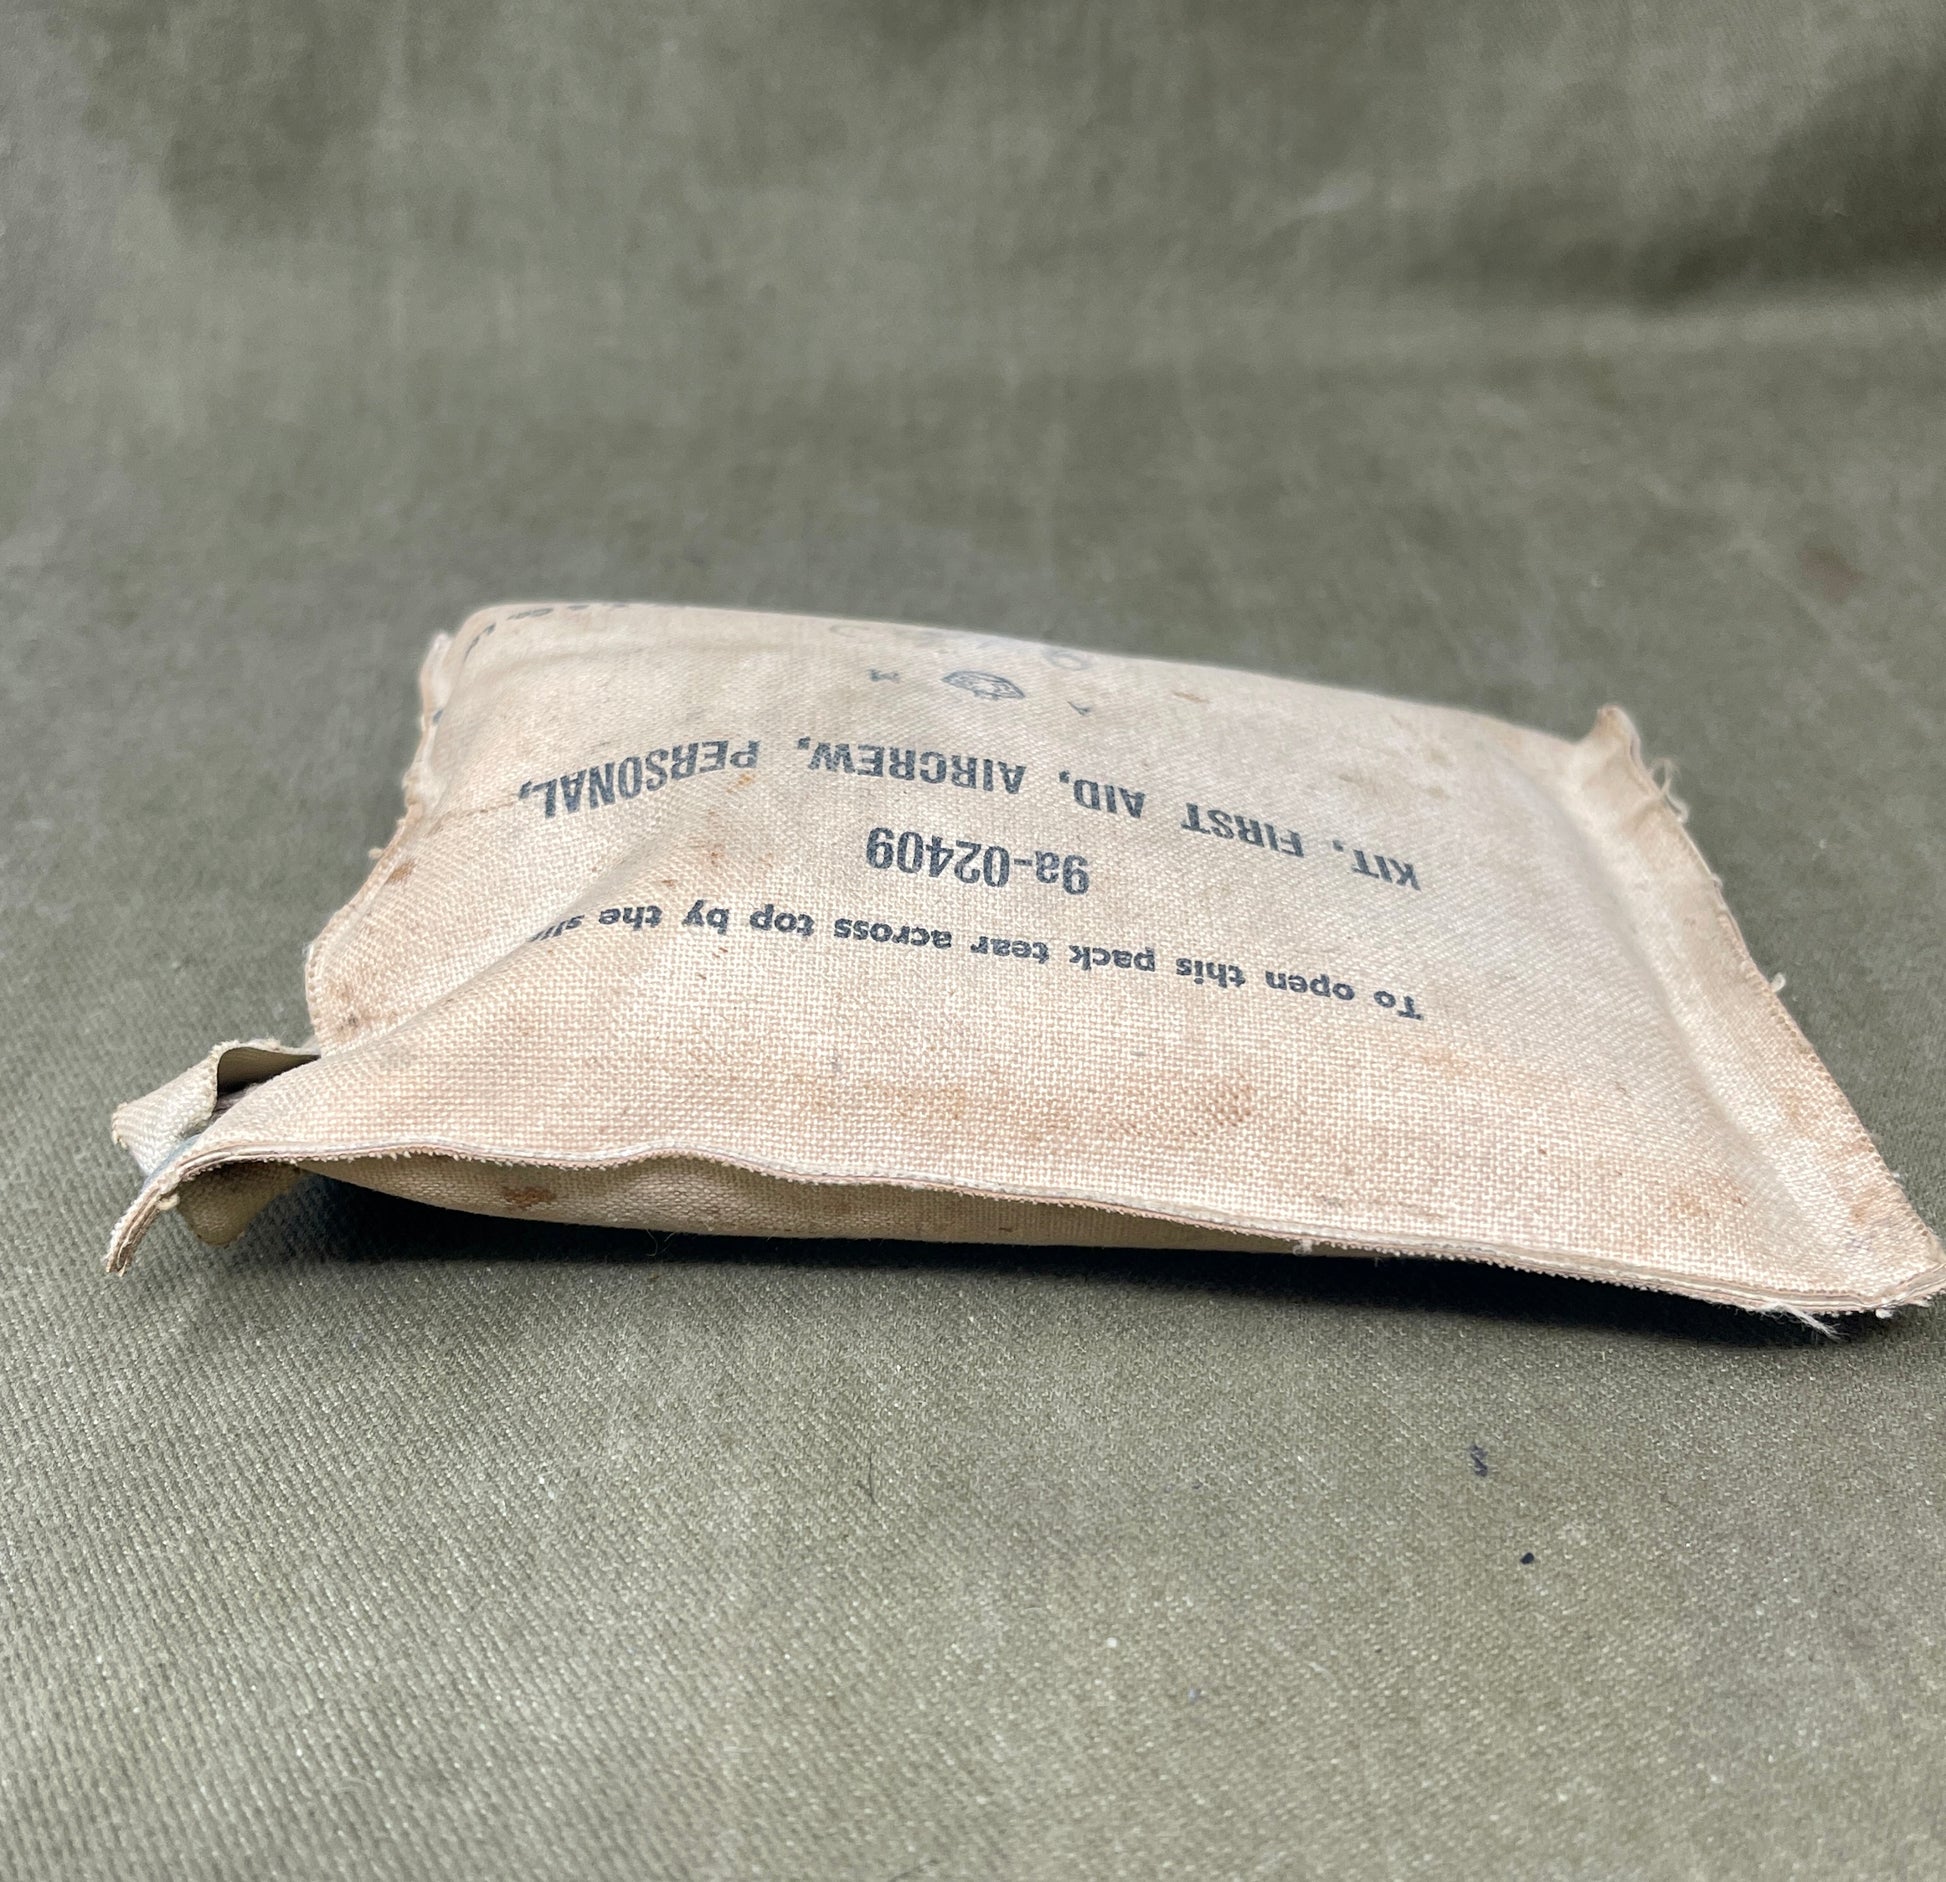 To open this pack tear across top by the
9a-02409
KIT, FIRST AID, AIRCREW, PERSONAL,